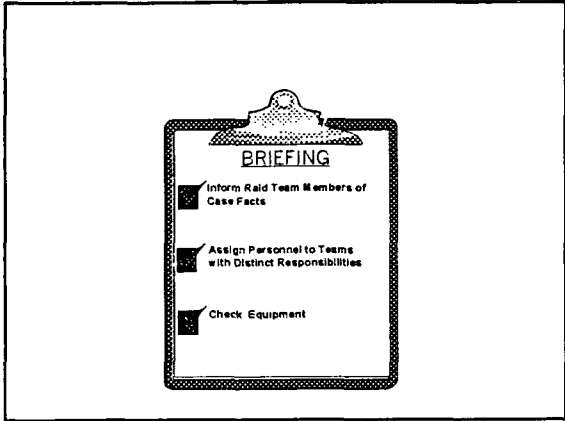 BRIEFING
Inform Raid Team Members of
Case Facts
Assign Personnel to Teams
with Distinct Responsibilities
Check Equipment